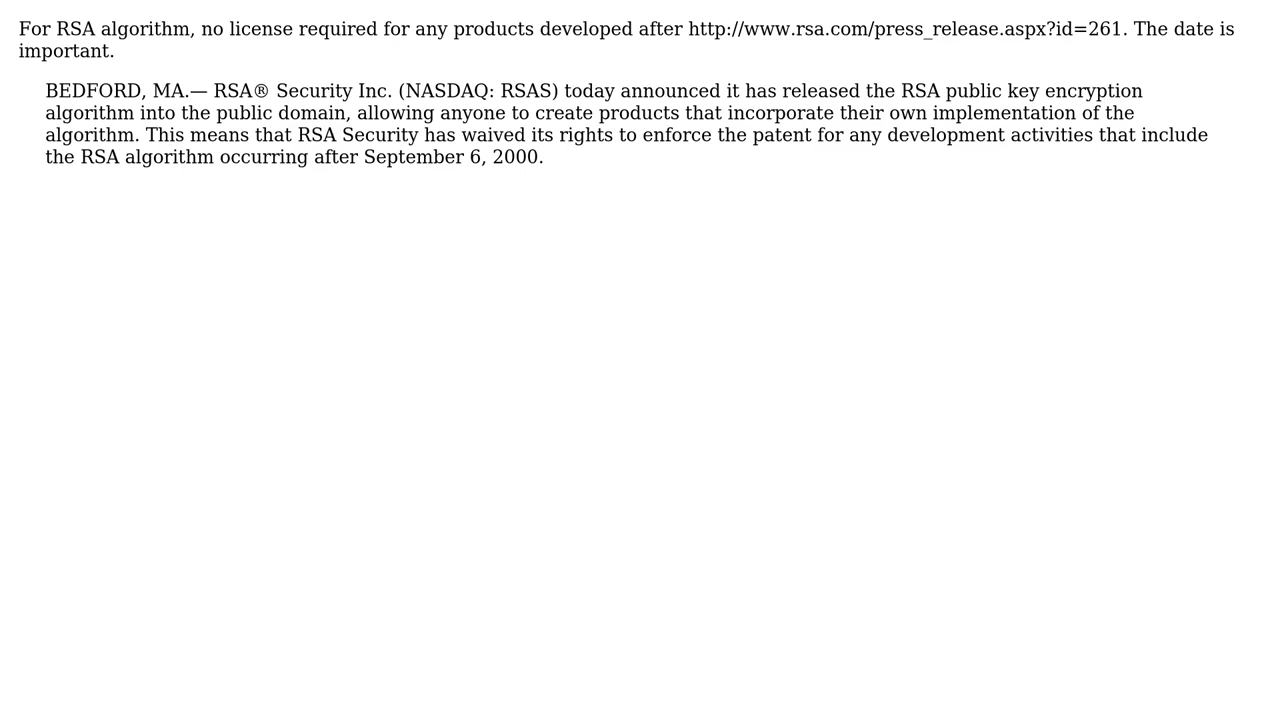 For RSA algorithm, no license required for any products developed after http://www.rsa.com/press_release.aspx?id=261. The date is
important.
BEDFORD, MA.— RSA® Security Inc. (NASDAQ: RSAS) today announced it has released the RSA public key encryption
algorithm into the public domain, allowing anyone to create products that incorporate their own implementation of the
algorithm. This means that RSA Security has waived its rights to enforce the patent for any development activities that include
the RSA algorithm occurring after September 6, 2000.